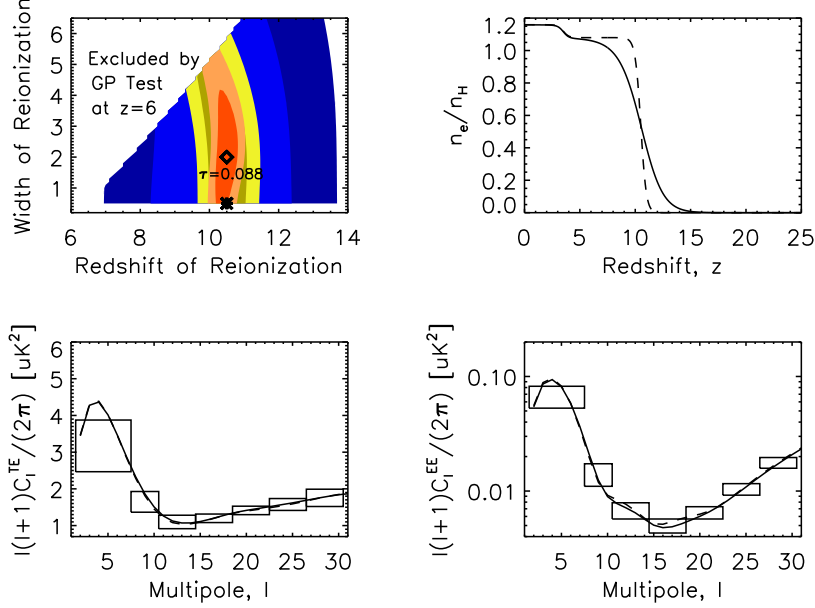 Width of Reionization
6
5
4
3
2
1
Excluded by
GP Test
at z=6
τ=0.088
6 8 10 12 14
Redshift of Reionization
n_e/n_H
1.2
1.0
0.8
0.6
0.4
0.2
0.0
0 5 10 15 20 25
Redshift, z
l(l+1)C_l^TE/(2π) [uK²]
6
5
4
3
2
1
5 10 15 20 25 30
Multipole, l
l(l+1)C_l^EE/(2π) [uK²]
0.10
0.01
5 10 15 20 25 30
Multipole, l